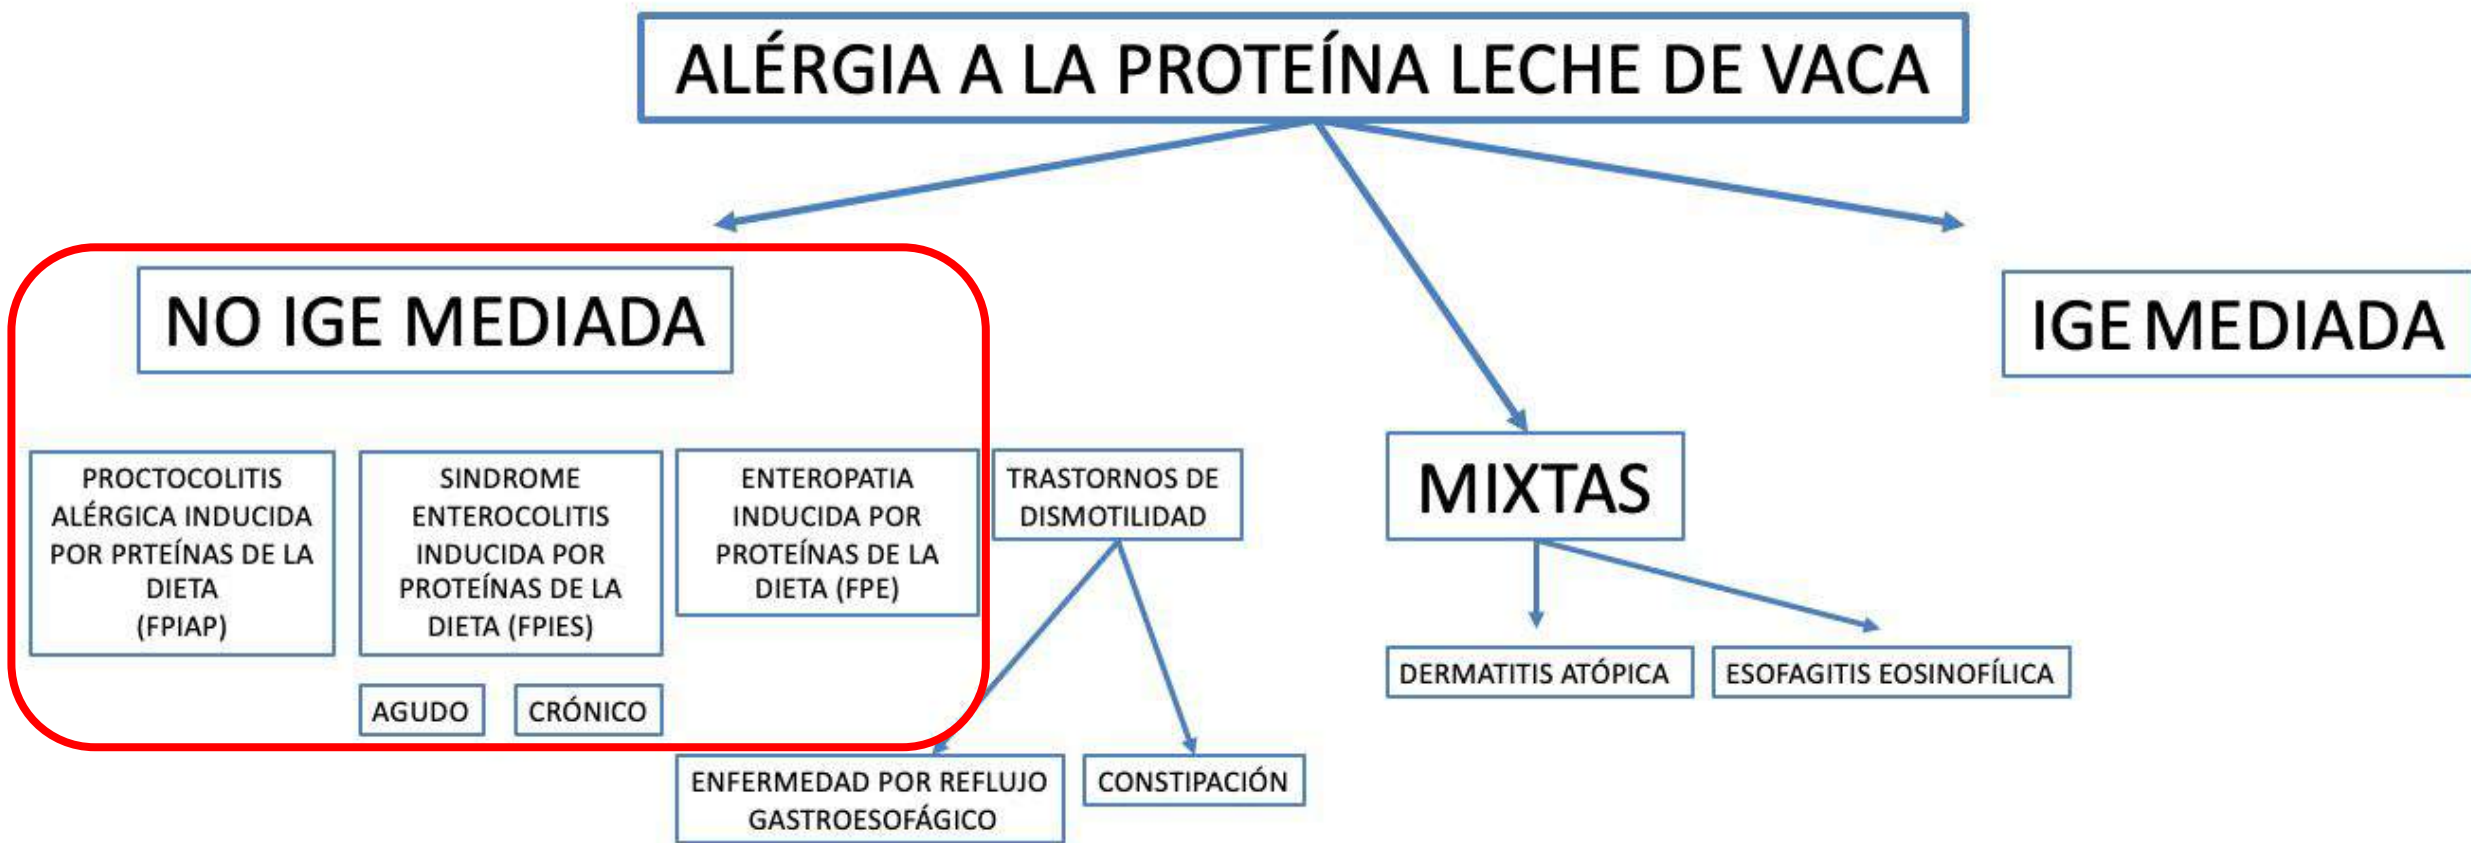 ALÉRGIA A LA PROTEÍNA LECHE DE VACA
NO IGE MEDIADA
IGE MEDIADA
MIXTAS
PROCTOCOLITIS
ALÉRGICA INDUCIDA
POR PRTEÍNAS DE LA
DIETA
(FPIAP)
SINDROME
ENTEROCOLITIS
INDUCIDA POR
PROTEÍNAS DE LA
DIETA (FPIES)
ENTEROPATIA
INDUCIDA POR
PROTEÍNAS DE LA
DIETA (FPE)
TRASTORNOS DE
DISMOTILIDAD
AGUDO
CRÓNICO
DERMATITIS ATÓPICA
ESOFAGITIS EOSINOFÍLICA
ENFERMEDAD POR REFLUJO
GASTROESOFÁGICO
CONSTIPACIÓN